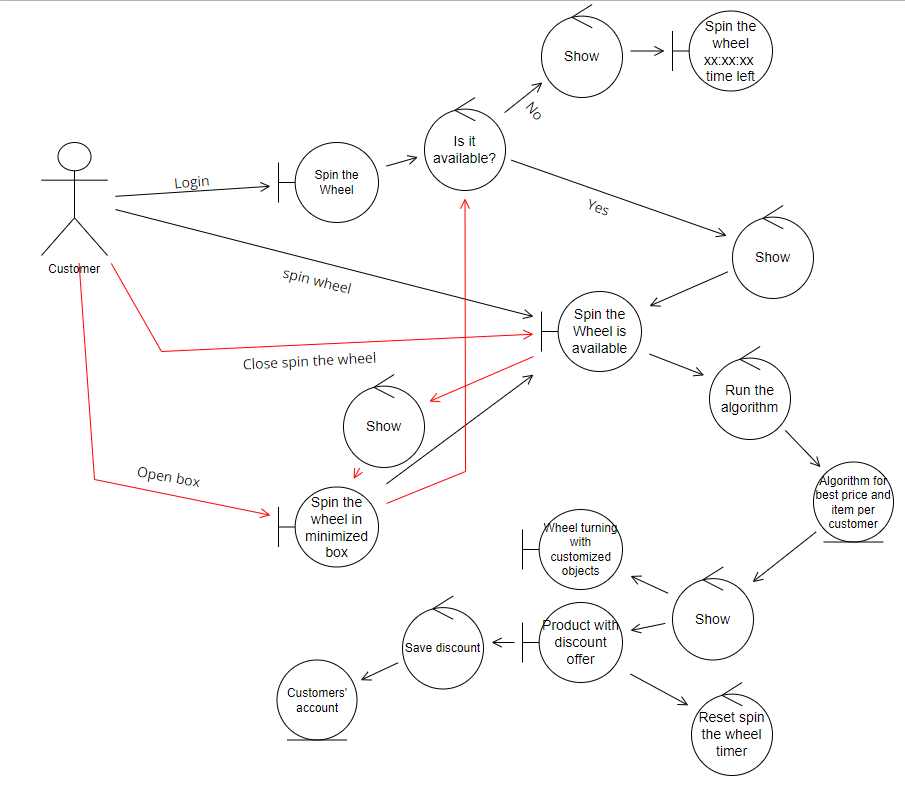 Show
Spin the
wheel
xx:xx:xx
time left
No
Is it
available?
Spin the
Wheel
Login
Customer
Yes
Show
spin wheel
Spin the
Wheel is
available
Close spin the wheel
Show
Run the
algorithm
Open box
Spin the
wheel in
minimized
box
Algorithm for
best price and
item per
customer
Wheel turning
with
customized
objects
Show
Product with
discount
offer
Save discount
Customers'
account
Reset spin
the wheel
timer